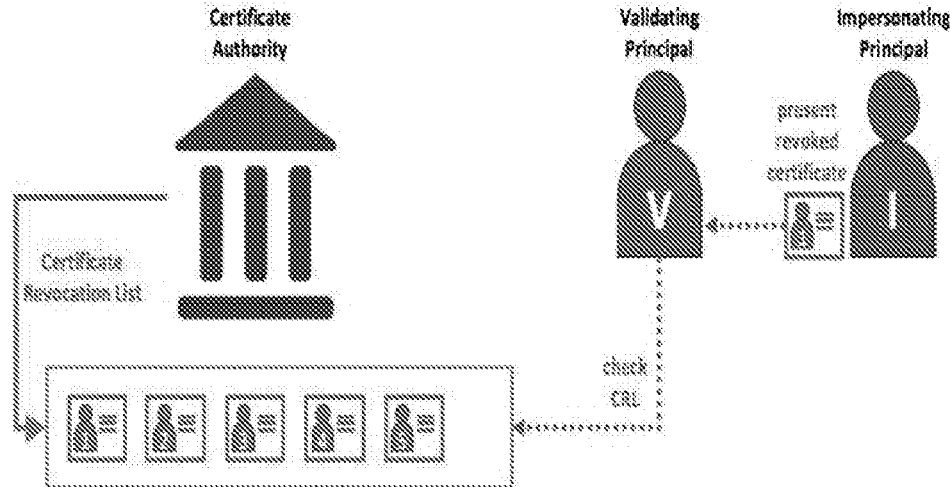 Certificate
Authority
Validating
Principal
Impersonating
Principal
present
revoked
certificate
V
I
Certificate
Revocation List
check
CRL